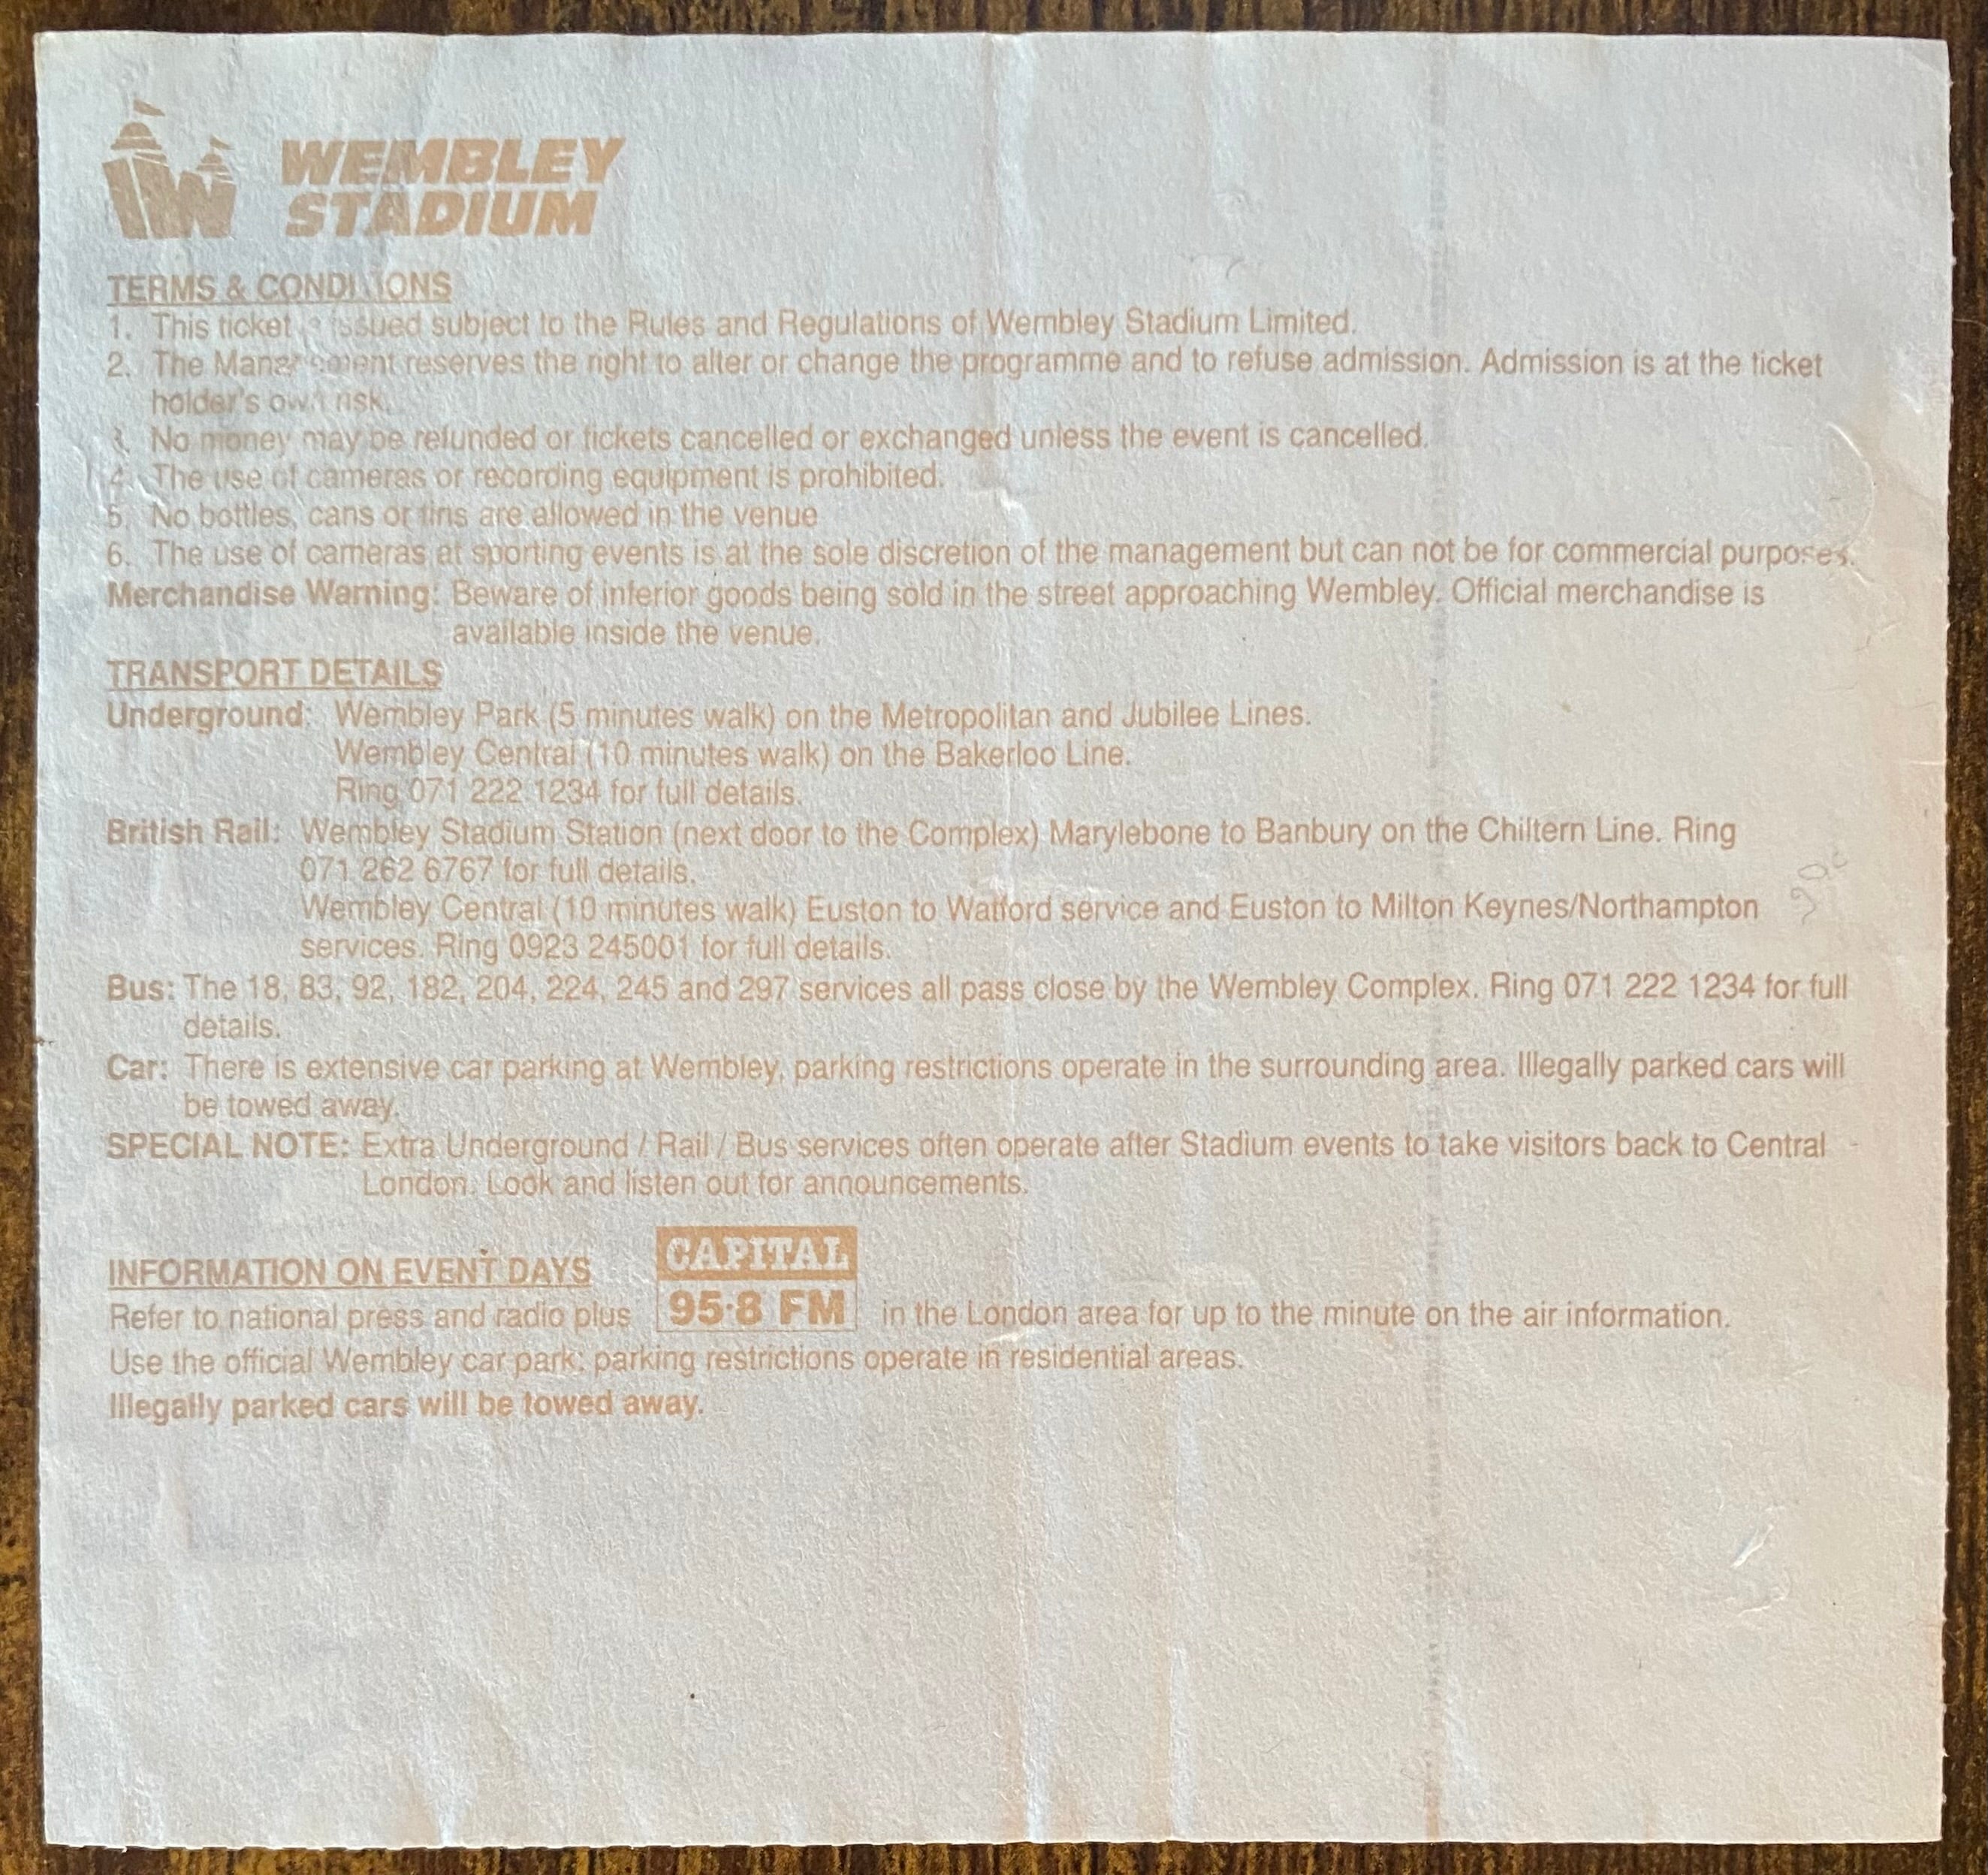 WEMBLEY
STADIUM
TERMS & CONDITIONS
1. This ticket issued subject to the Rules and Regulations of Wembley Stadium Limited.
2. The Management reserves the right to alter or change the programme and to refuse admission. Admission is at the ticket
holder's own risk.
3. No money may be refunded or tickets cancelled or exchanged unless the event is cancelled.
4. The use of cameras or recording equipment is prohibited.
5. No bottles, cans or tins are allowed in the venue
6. The use of cameras at sporting events is at the sole discretion of the management but can not be for commercial purposes.
Merchandise Warning: Beware of inferior goods being sold in the street approaching Wembley. Official merchandise is
available inside the venue.
TRANSPORT DETAILS
Underground: Wembley Park (5 minutes walk) on the Metropolitan and Jubilee Lines.
Wembley Central (10 minutes walk) on the Bakerloo Line.
Ring 071 222 1234 for full details.
British Rail: Wembley Stadium Station (next door to the Complex) Marylebone to Banbury on the Chiltern Line. Ring
071 262 6767 for full details.
Wembley Central (10 minutes walk) Euston to Watford service and Euston to Milton Keynes/Northampton
services. Ring 0923 245001 for full details.
Bus: The 18, 83, 92, 182, 204, 224, 245 and 297 services all pass close by the Wembley Complex. Ring 071 222 1234 for full
details.
Car: There is extensive car parking at Wembley, parking restrictions operate in the surrounding area. Illegally parked cars will
be towed away.
SPECIAL NOTE: Extra Underground / Rail / Bus services often operate after Stadium events to take visitors back to Central
London. Look and listen out for announcements.
CAPITAL
INFORMATION ON EVENT DAYS
Refer to national press and radio plus 95·8 FM in the London area for up to the minute on the air information.
Use the official Wembley car park: parking restrictions operate in residential areas.
Illegally parked cars will be towed away.